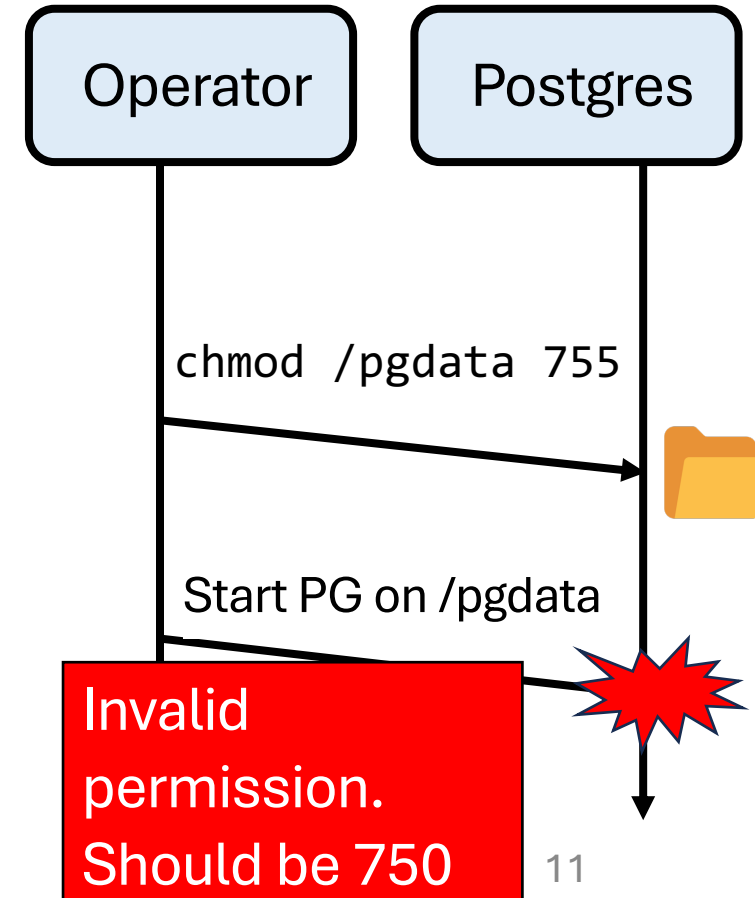 Operator
Postgres
chmod /pgdata 755
Start PG on /pgdata
Invalid
permission.
Should be 750
11